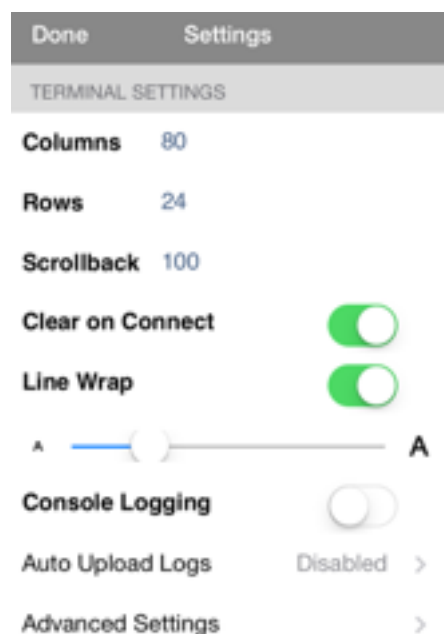 Done Settings
TERMINAL SETTINGS
Columns 80
Rows 24
Scrollback 100
Clear on Connect
Line Wrap
A A
Console Logging
Auto Upload Logs Disabled >
Advanced Settings >